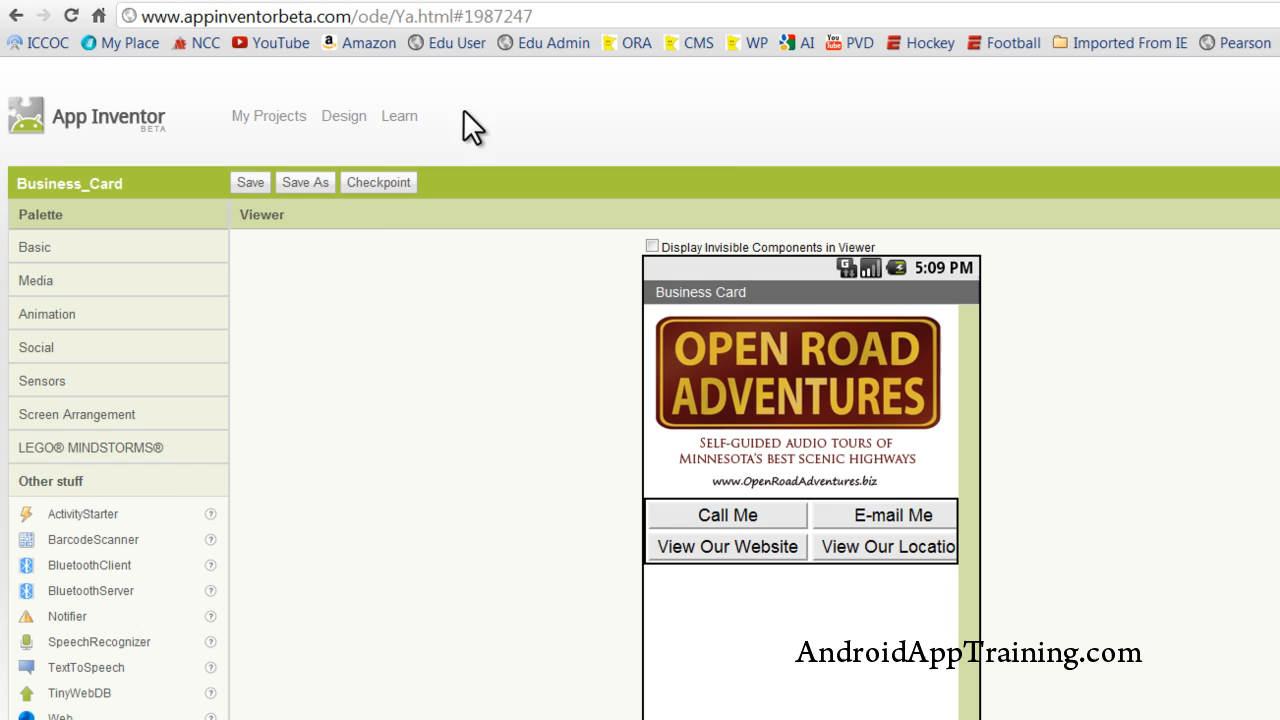 www.appinventorbeta.com/ode/Ya.html#1987247
ICCOC My Place NCC YouTube Amazon Edu User Edu Admin ORA CMS WP AI PVD Hockey Football Imported From IE Pearson
App Inventor
BETA
My Projects Design Learn
Business_Card Save Save As Checkpoint
Palette Viewer
Basic
Display Invisible Components in Viewer
5:09 PM
Media
Business Card
Animation
Social
Sensors
Screen Arrangement
LEGO® MINDSTORMS®
OPEN ROAD
ADVENTURES
SELF-GUIDED AUDIO TOURS OF
MINNESOTA'S BEST SCENIC HIGHWAYS
www.OpenRoadAdventures.biz
Other stuff
ActivityStarter
BarcodeScanner
BluetoothClient
BluetoothServer
Notifier
SpeechRecognizer
TextToSpeech
TinyWebDB
Web
Call Me E-mail Me
View Our Website View Our Locatio
AndroidAppTraining.com